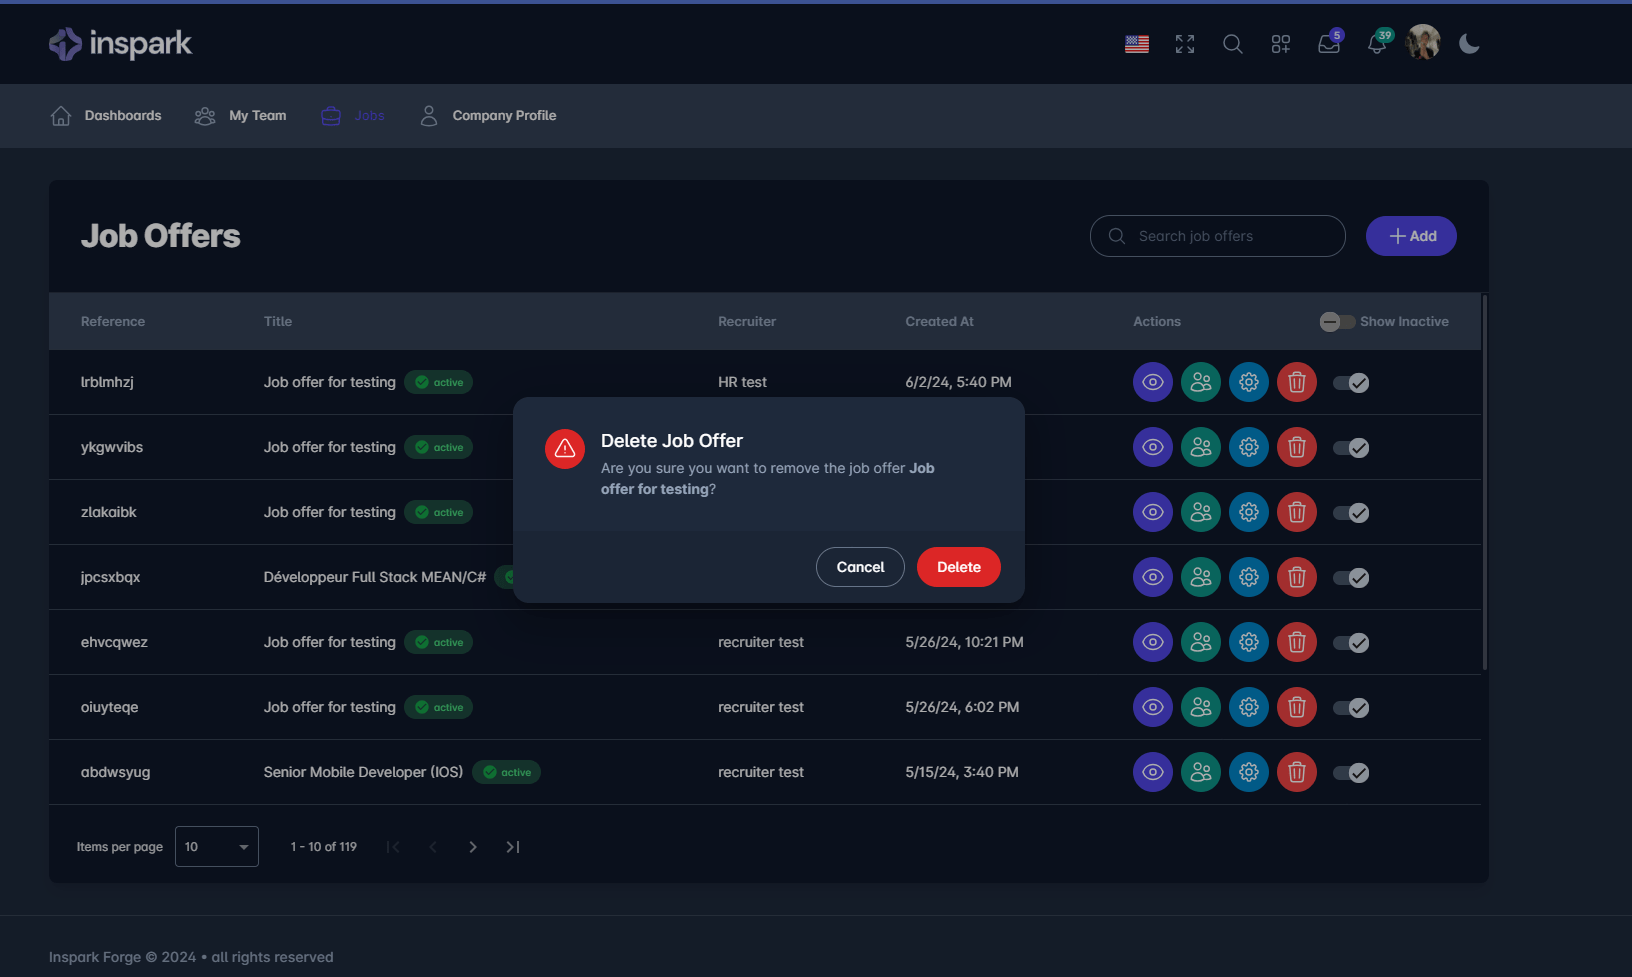 inspark
5
39
Dashboards My Team Jobs Company Profile
Job Offers
Search job offers
Add
Reference Title Recruiter Created At Actions Show Inactive
lrblmhzj Job offer for testing active HR test 6/2/24, 5:40 PM
ykgwvibs Job offer for testing active
zlakaibk Job offer for testing active
jpcsxbqx Développeur Full Stack MEAN/C#
Delete Job Offer
Are you sure you want to remove the job offer Job
offer for testing?
Cancel Delete
ehvcqwez Job offer for testing active recruiter test 5/26/24, 10:21 PM
oiuyteqe Job offer for testing active recruiter test 5/26/24, 6:02 PM
abdwsyug Senior Mobile Developer (IOS) active recruiter test 5/15/24, 3:40 PM
Items per page 10 1 - 10 of 119
Inspark Forge © 2024 • all rights reserved